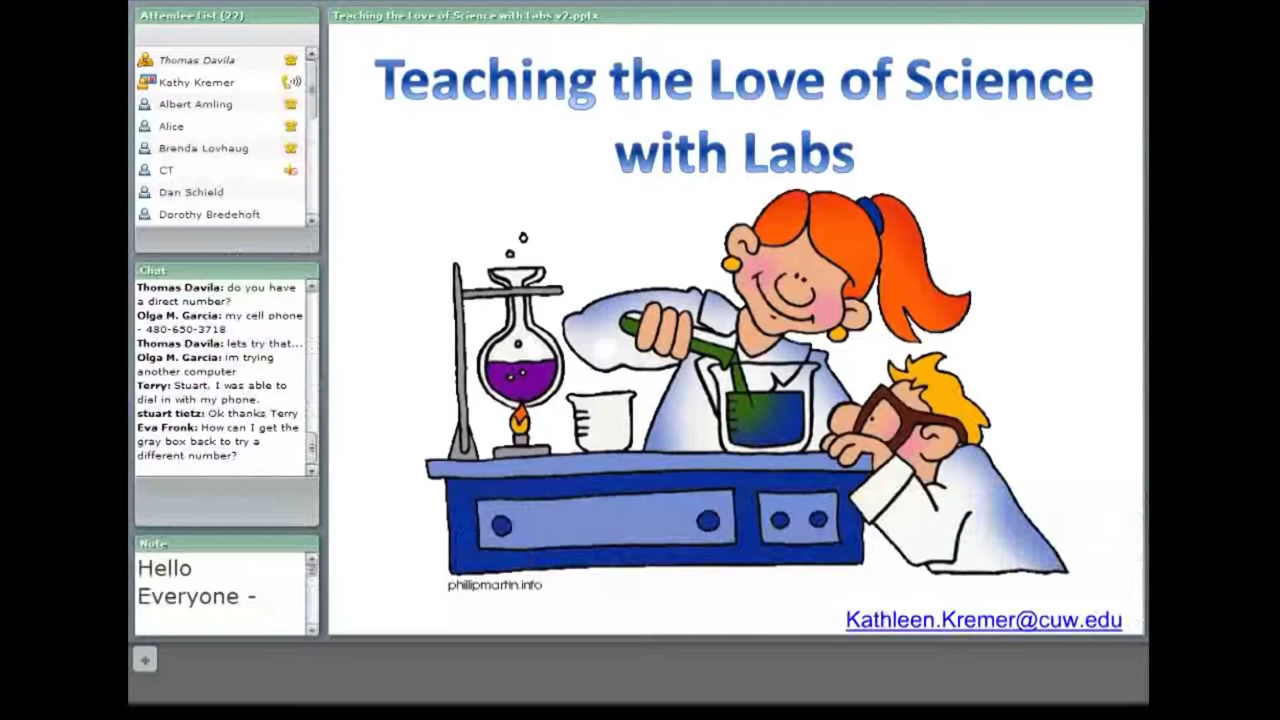 Attendee List (22)
Thomas Davila
Kathy Kremer
Albert Amling
Alice
Brenda Lovhaug
CT
Dan Schield
Dorothy Bredehoft
Chat
Thomas Davila: do you have
a direct number?
Olga M. Garcia: my cell phone
- 480-650-3718
Thomas Davila: lets try that...
Olga M. Garcia: im trying
another computer
Terry: Stuart, I was able to
dial in with my phone.
stuart tietz: Ok thanks Terry
Eva Fronk: How can I get the
gray box back to try a
different number?
Note
Hello
Everyone -
Teaching the Love of Science with Labs v2.pptx
Teaching the Love of Science
with Labs
phillipmartin.info
Kathleen.Kremer@cuw.edu